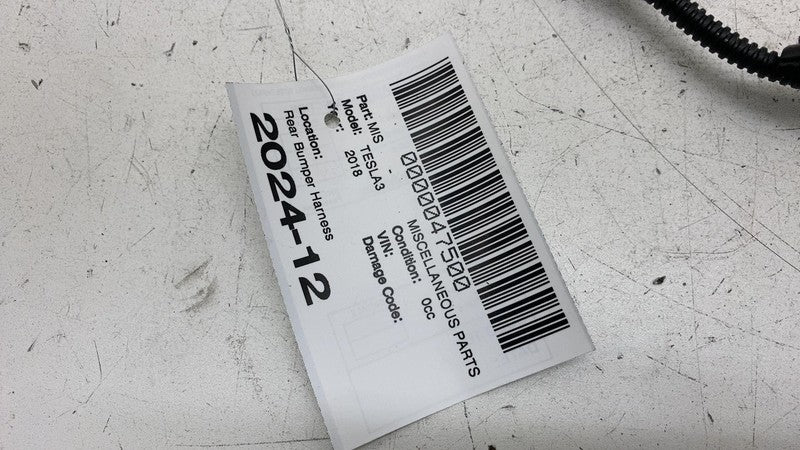 0000047500
Part: MIS - MISCELLANEOUS PARTS
Model: TESLA3 Condition: 0cc
Year: 2018 VIN:
Damage Code:
Location:
Rear Bumper Harness
2024-12